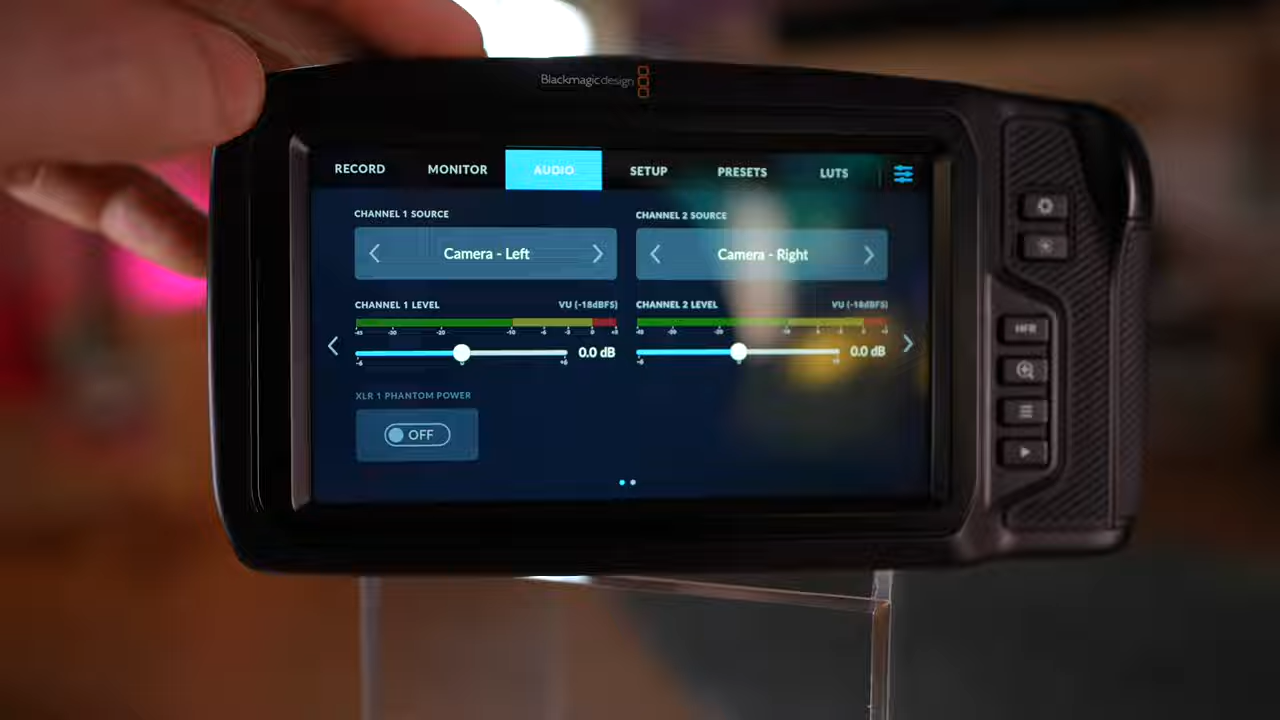 Blackmagicdesign
RECORD MONITOR AUDIO SETUP PRESETS LUTS
CHANNEL 1 SOURCE CHANNEL 2 SOURCE
Camera - Left Camera - Right
CHANNEL 1 LEVEL VU (-18dBFS) CHANNEL 2 LEVEL VU (-18dBFS)
0.0 dB 0.0 dB
XLR 1 PHANTOM POWER
OFF
HFR